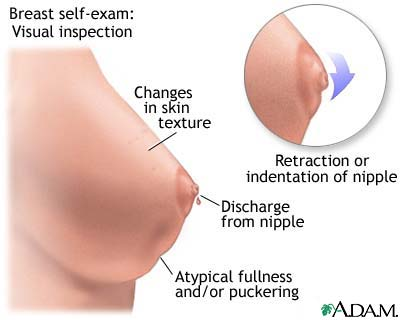 Breast self-exam:
Visual inspection
Changes
in skin
texture
Retraction or
indentation of nipple
Discharge
from nipple
Atypical fullness
and/or puckering
A.D.A.M.